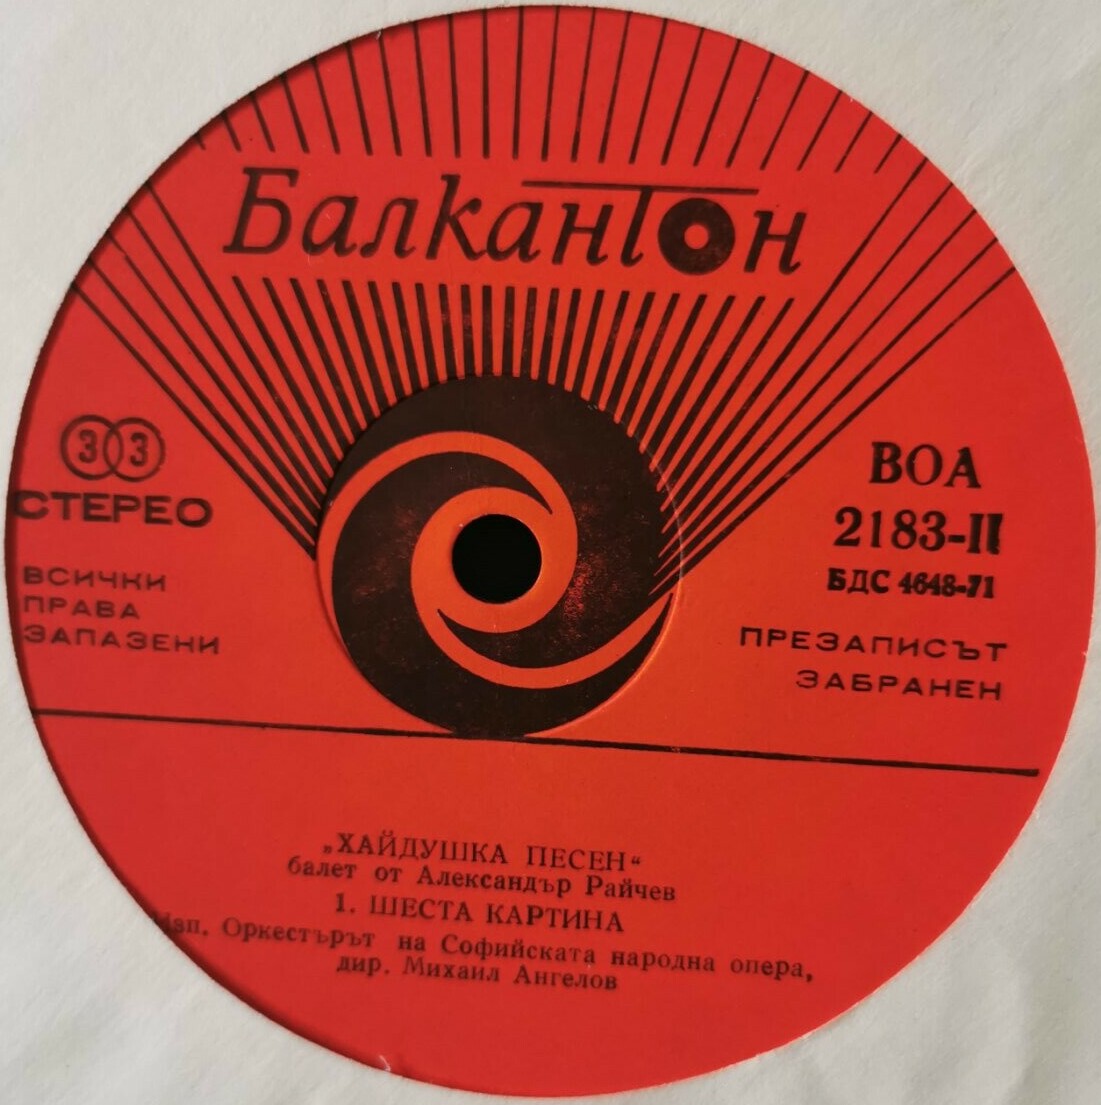 БалканТон
33
СТЕРЕО
ВСИЧКИ
ПРАВА
ЗАПАЗЕНИ
ВОА
2183-II
БДС 4648-71
ПРЕЗАПИСЪТ
ЗАБРАНЕН
„ХАЙДУШКА ПЕСЕН“
балет от Александър Райчев
1. ШЕСТА КАРТИНА
Изп. Оркестърът на Софийската народна опера,
дир. Михаил Ангелов